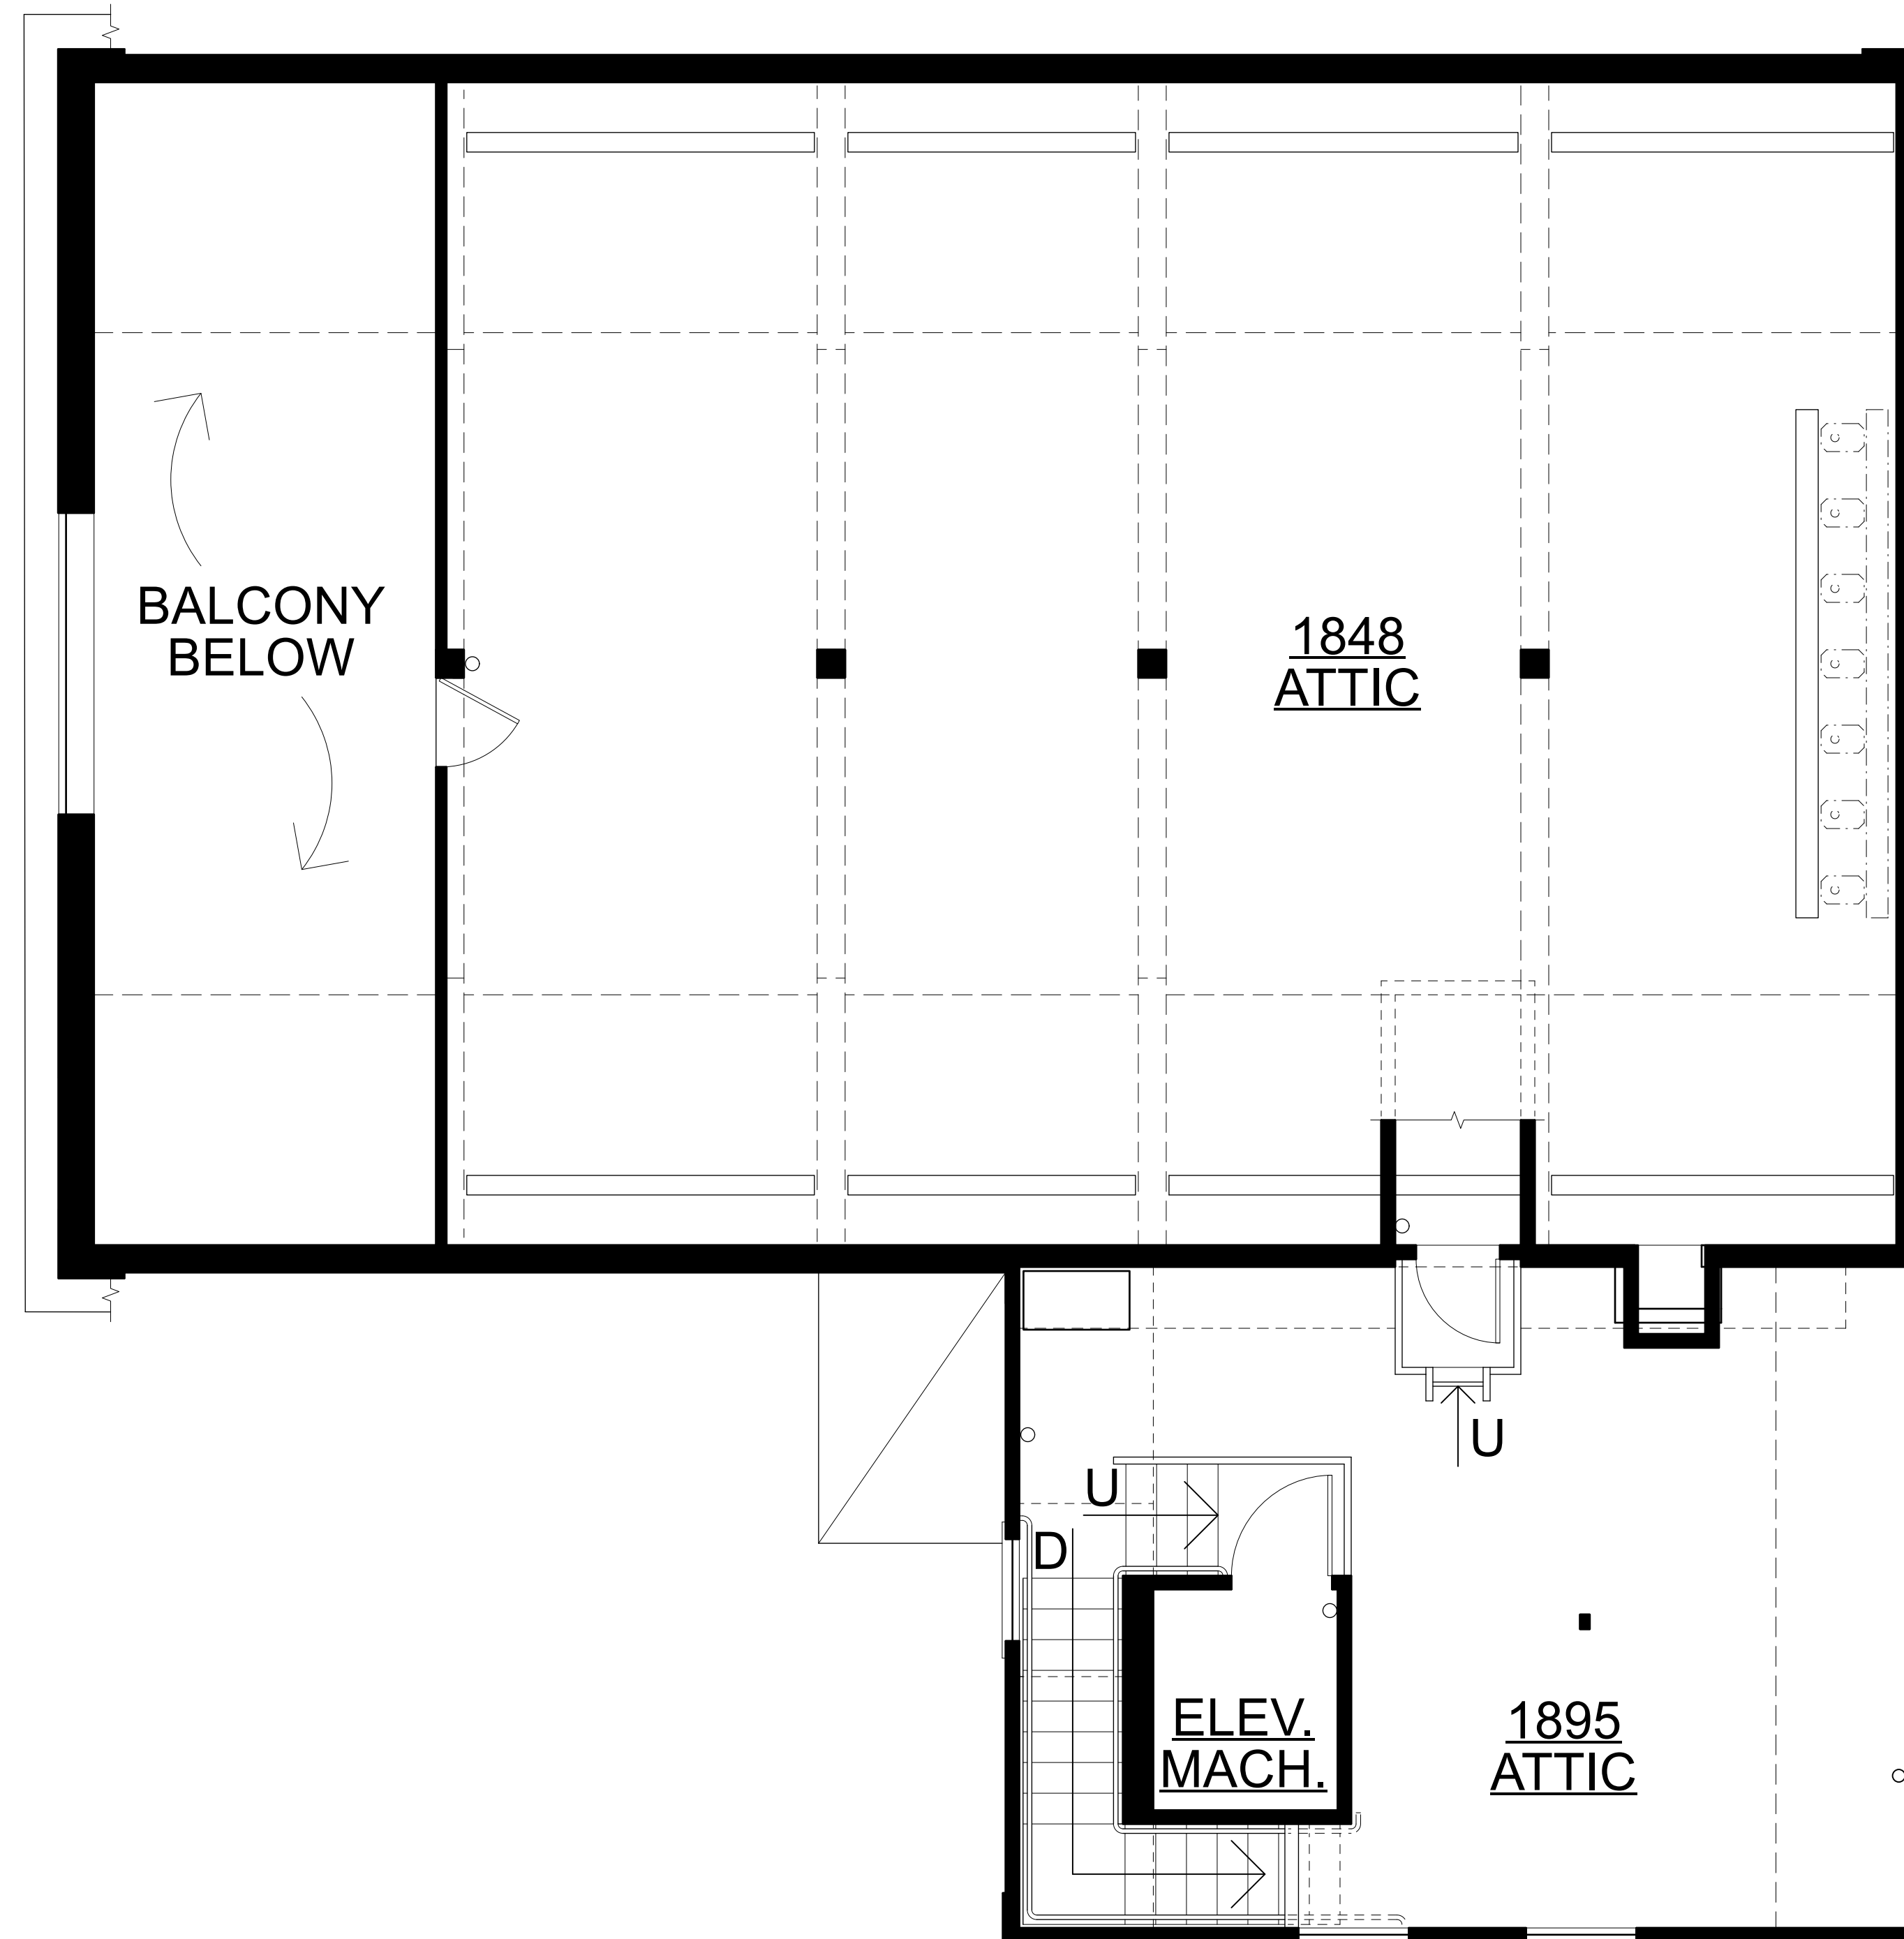 BALCONY
BELOW
1848
ATTIC
U
U
D
ELEV.
MACH.
1895
ATTIC